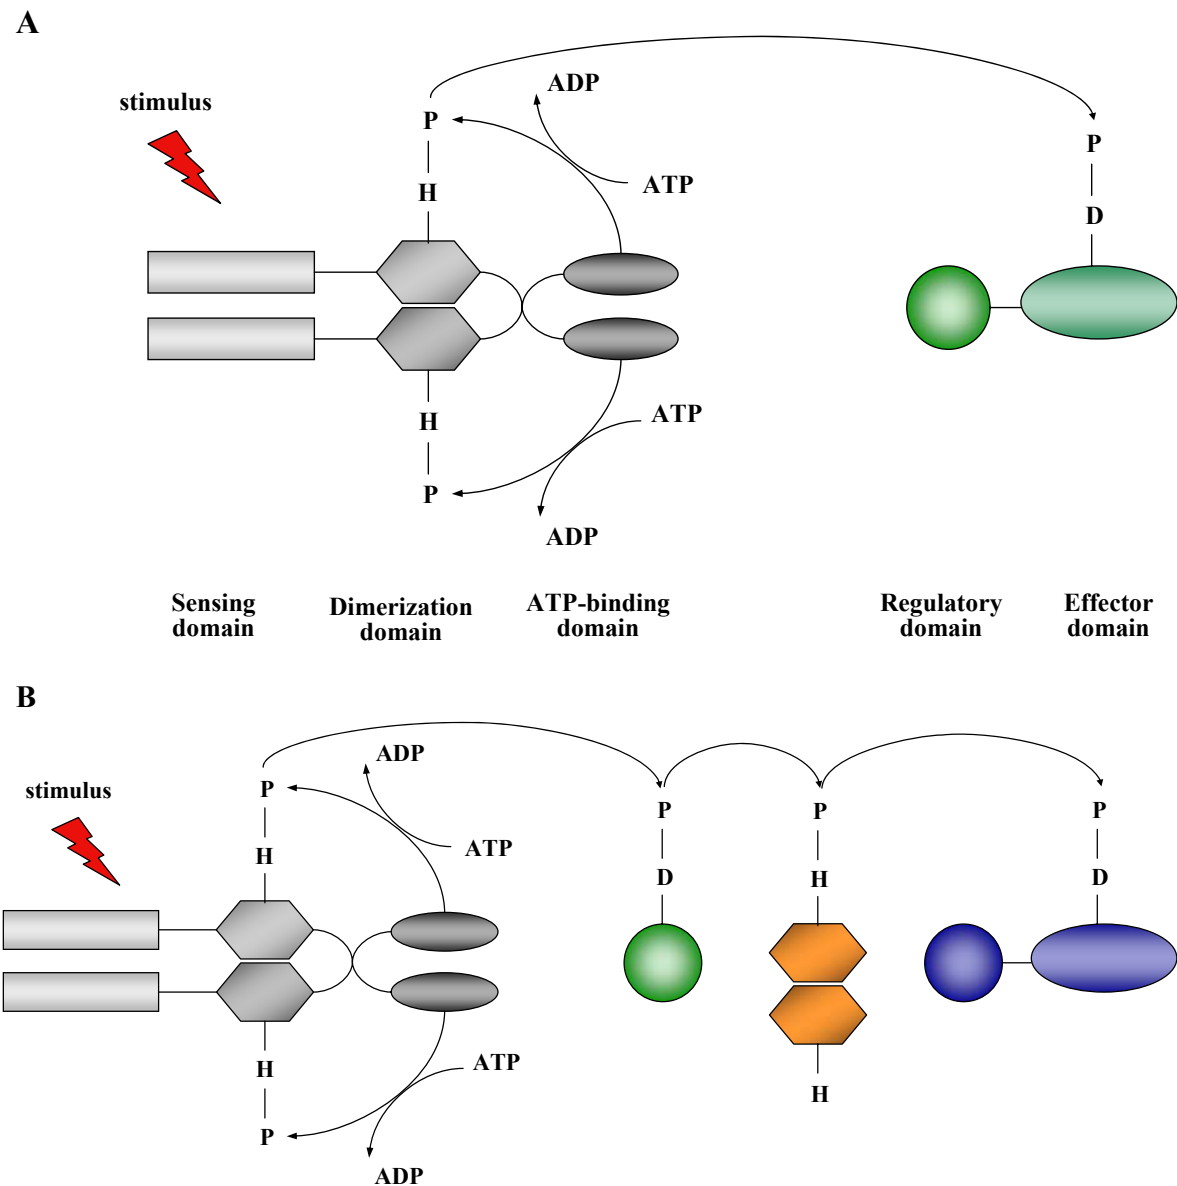 A
ADP
stimulus
P
P
ATP
H
D
H
ATP
P
ADP
Sensing
domain
Dimerization
domain
ATP-binding
domain
Regulatory
domain
Effector
domain
B
ADP
stimulus
P
P
P
P
ATP
H
D
H
D
H
ATP
H
P
ADP